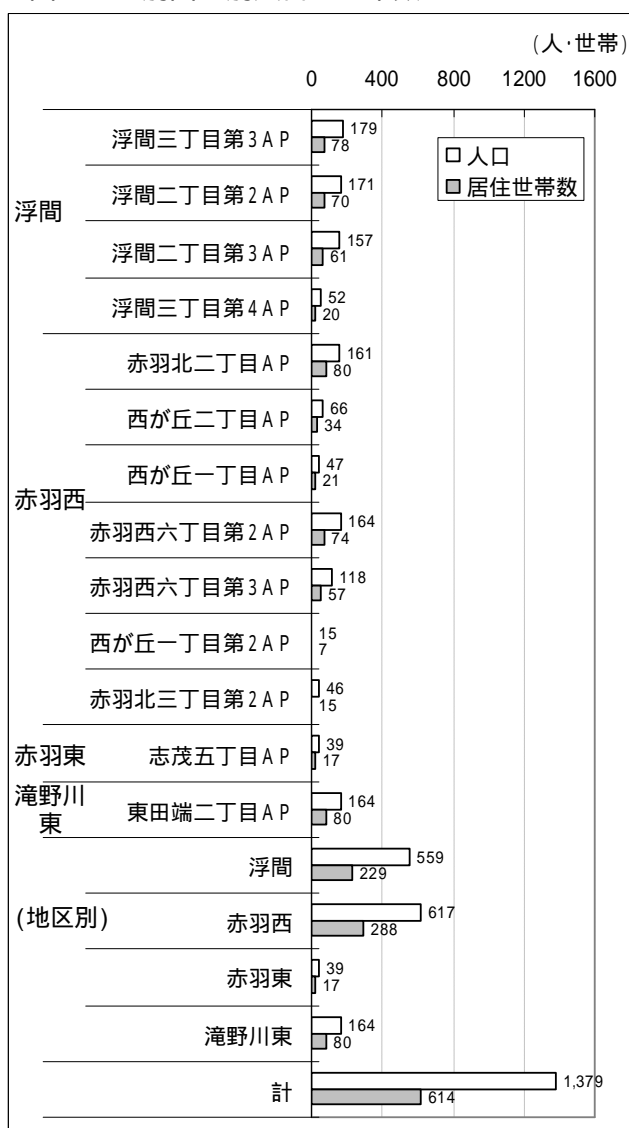 (人・世帯)
0 400 800 1200 1600
人口
居住世帯数
浮間
浮間三丁目第3AP 179 78
浮間二丁目第2AP 171 70
浮間二丁目第3AP 157 61
浮間三丁目第4AP 52 20
赤羽西
赤羽北二丁目AP 161 80
西が丘二丁目AP 66 34
西が丘一丁目AP 47 21
赤羽西六丁目第2AP 164 74
赤羽西六丁目第3AP 118 57
西が丘一丁目第2AP 15 7
赤羽北三丁目第2AP 46 15
赤羽東
志茂五丁目AP 39 17
滝野川
東
東田端二丁目AP 164 80
(地区別)
浮間 559 229
赤羽西 617 288
赤羽東 39 17
滝野川東 164 80
計 1,379 614